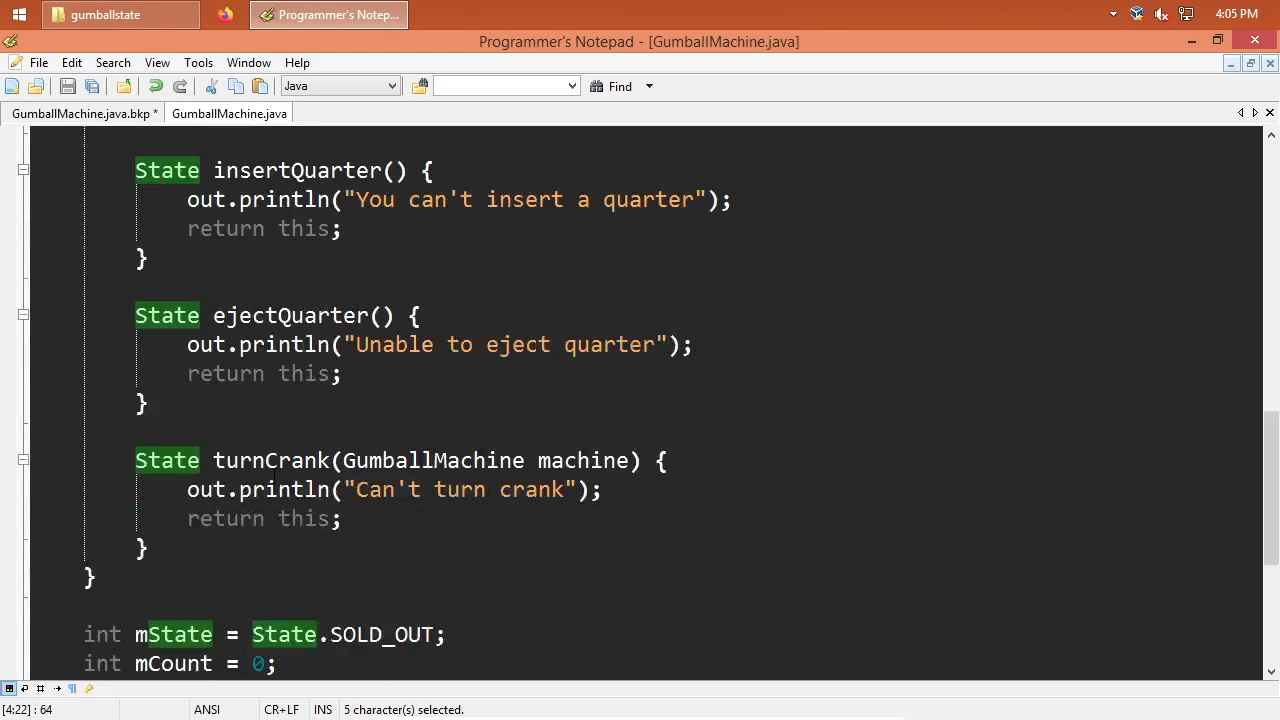 gumballstate
Programmer's Notep...
4:05 PM
Programmer's Notepad - [GumballMachine.java]
File Edit Search View Tools Window Help
Java
Find
GumballMachine.java.bkp * GumballMachine.java
State insertQuarter() {
out.println("You can't insert a quarter");
return this;
}
State ejectQuarter() {
out.println("Unable to eject quarter");
return this;
}
State turnCrank(GumballMachine machine) {
out.println("Can't turn crank");
return this;
}
}
int mState = State.SOLD_OUT;
int mCount = 0;
[4:22] : 64 ANSI CR+LF INS 5 character(s) selected.